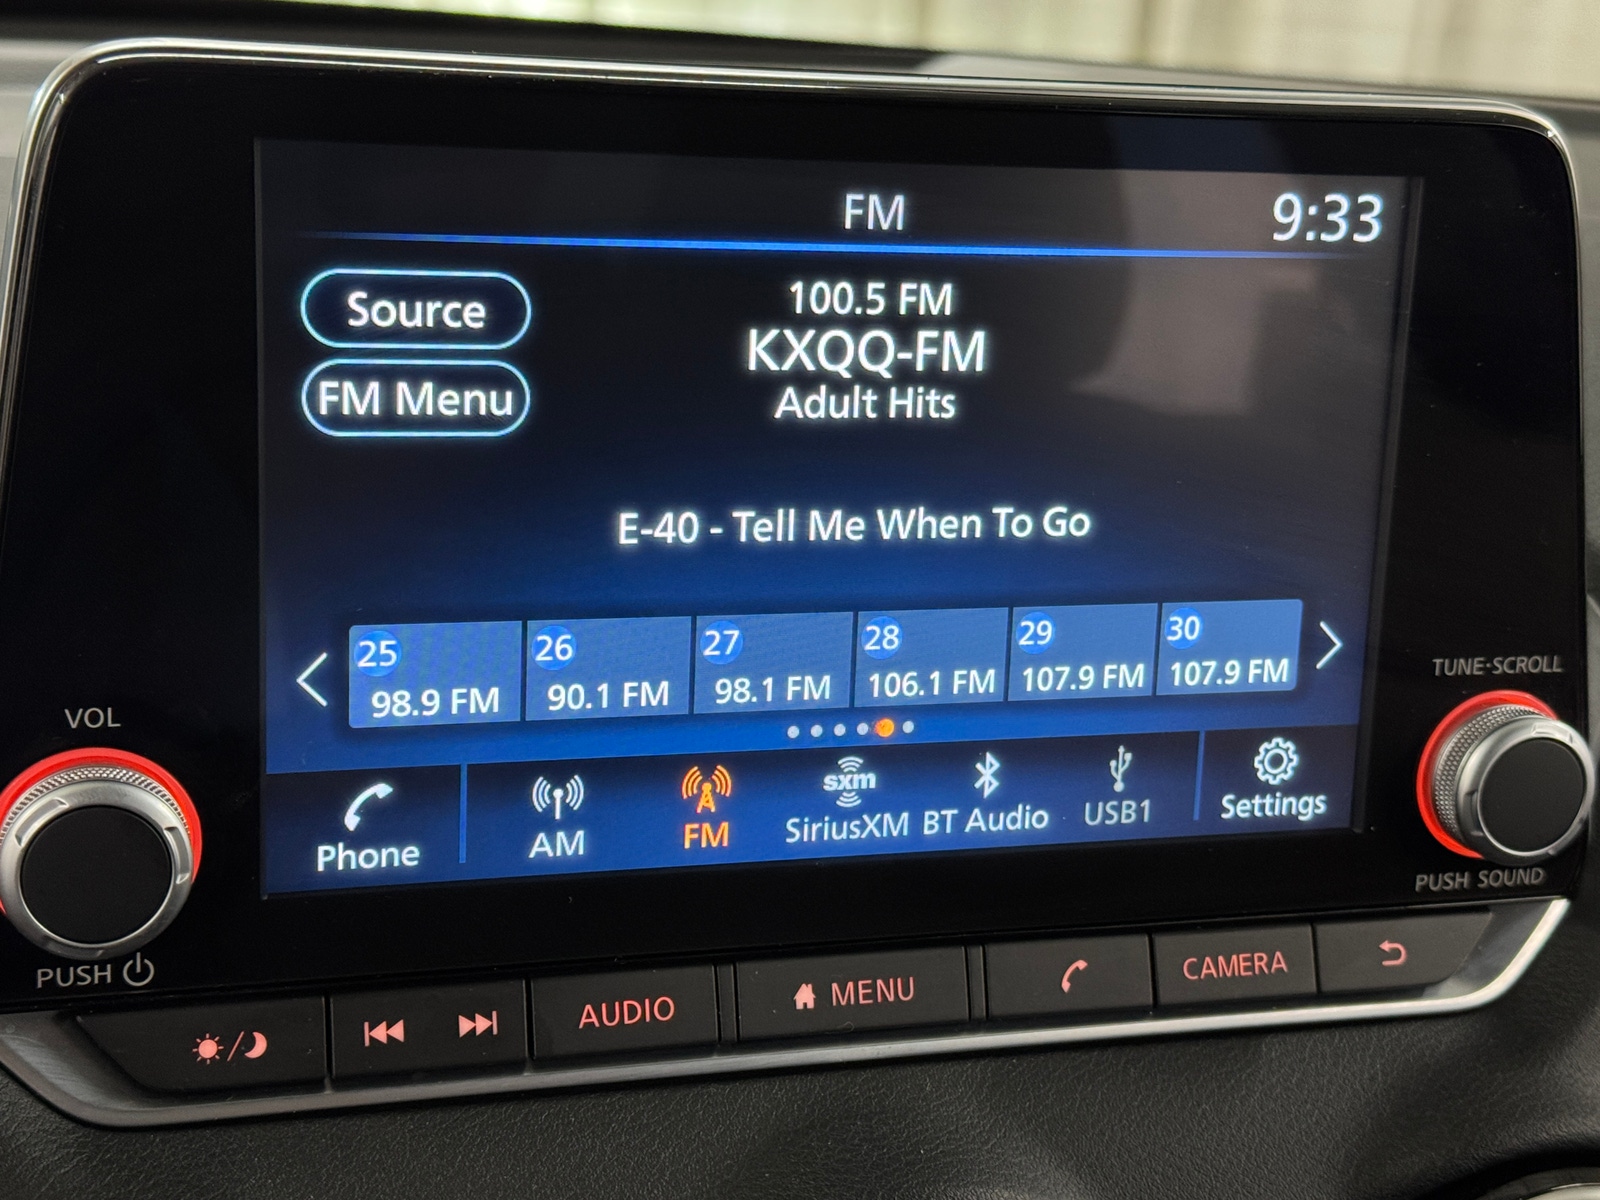 FM
9:33
Source
100.5 FM
KXQQ-FM
FM Menu
Adult Hits
E-40 - Tell Me When To Go
25 26 27 28 29 30
98.9 FM 90.1 FM 98.1 FM 106.1 FM 107.9 FM 107.9 FM
VOL
TUNE·SCROLL
Phone AM FM sxm SiriusXM BT Audio USB1 Settings
PUSH
PUSH SOUND
AUDIO MENU CAMERA